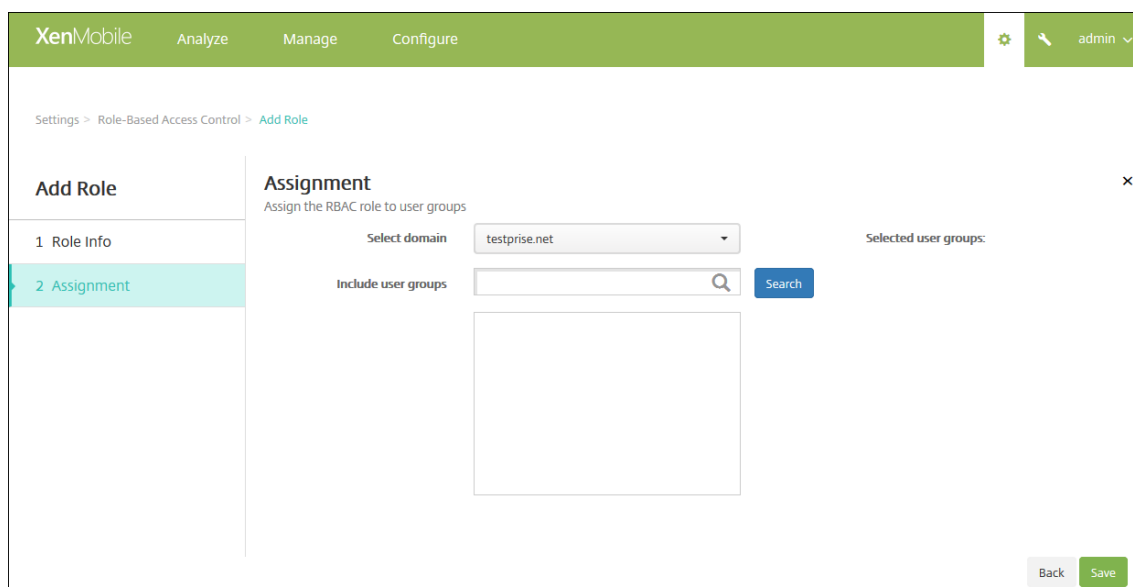 XenMobile Analyze Manage Configure admin
Settings > Role-Based Access Control > Add Role
Add Role
1 Role Info
2 Assignment
Assignment
Assign the RBAC role to user groups
Select domain testprise.net Selected user groups:
Include user groups Search
Back Save